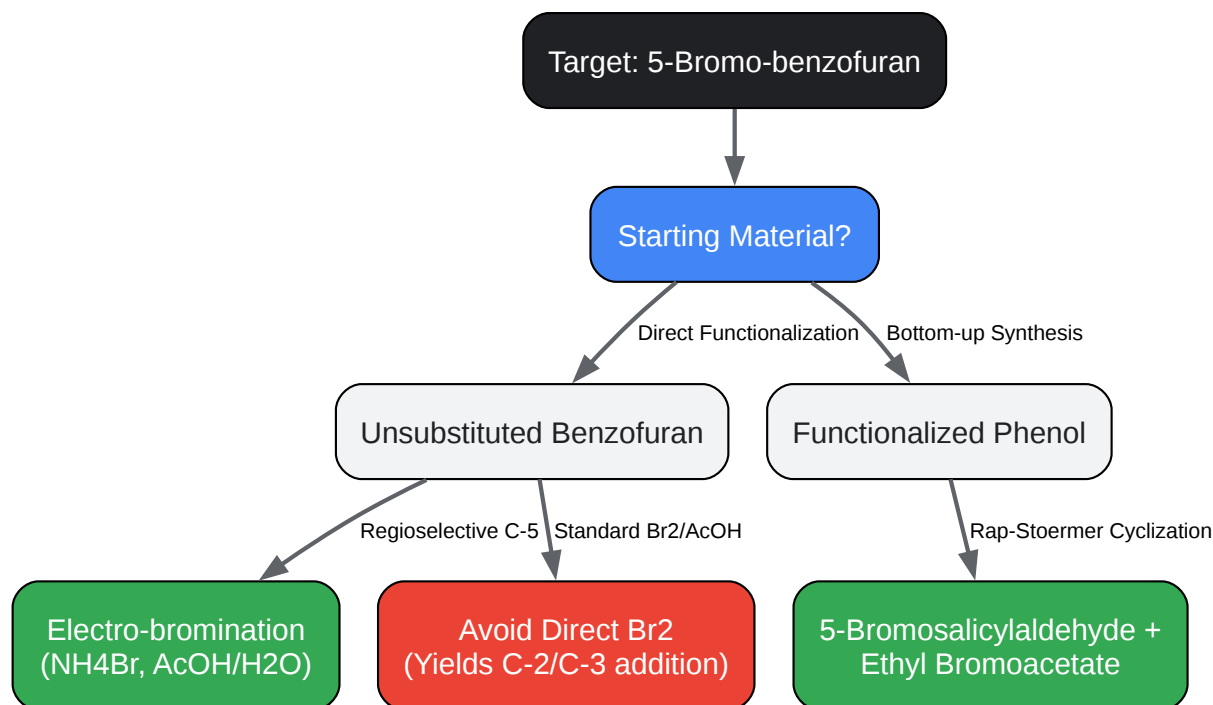 Target: 5-Bromo-benzofuran
Starting Material?
Direct Functionalization
Bottom-up Synthesis
Unsubstituted Benzofuran
Functionalized Phenol
Regioselective C-5
Standard Br2/AcOH
Rap-Stoermer Cyclization
Electro-bromination
(NH4Br, AcOH/H2O)
Avoid Direct Br2
(Yields C-2/C-3 addition)
5-Bromosalicylaldehyde +
Ethyl Bromoacetate